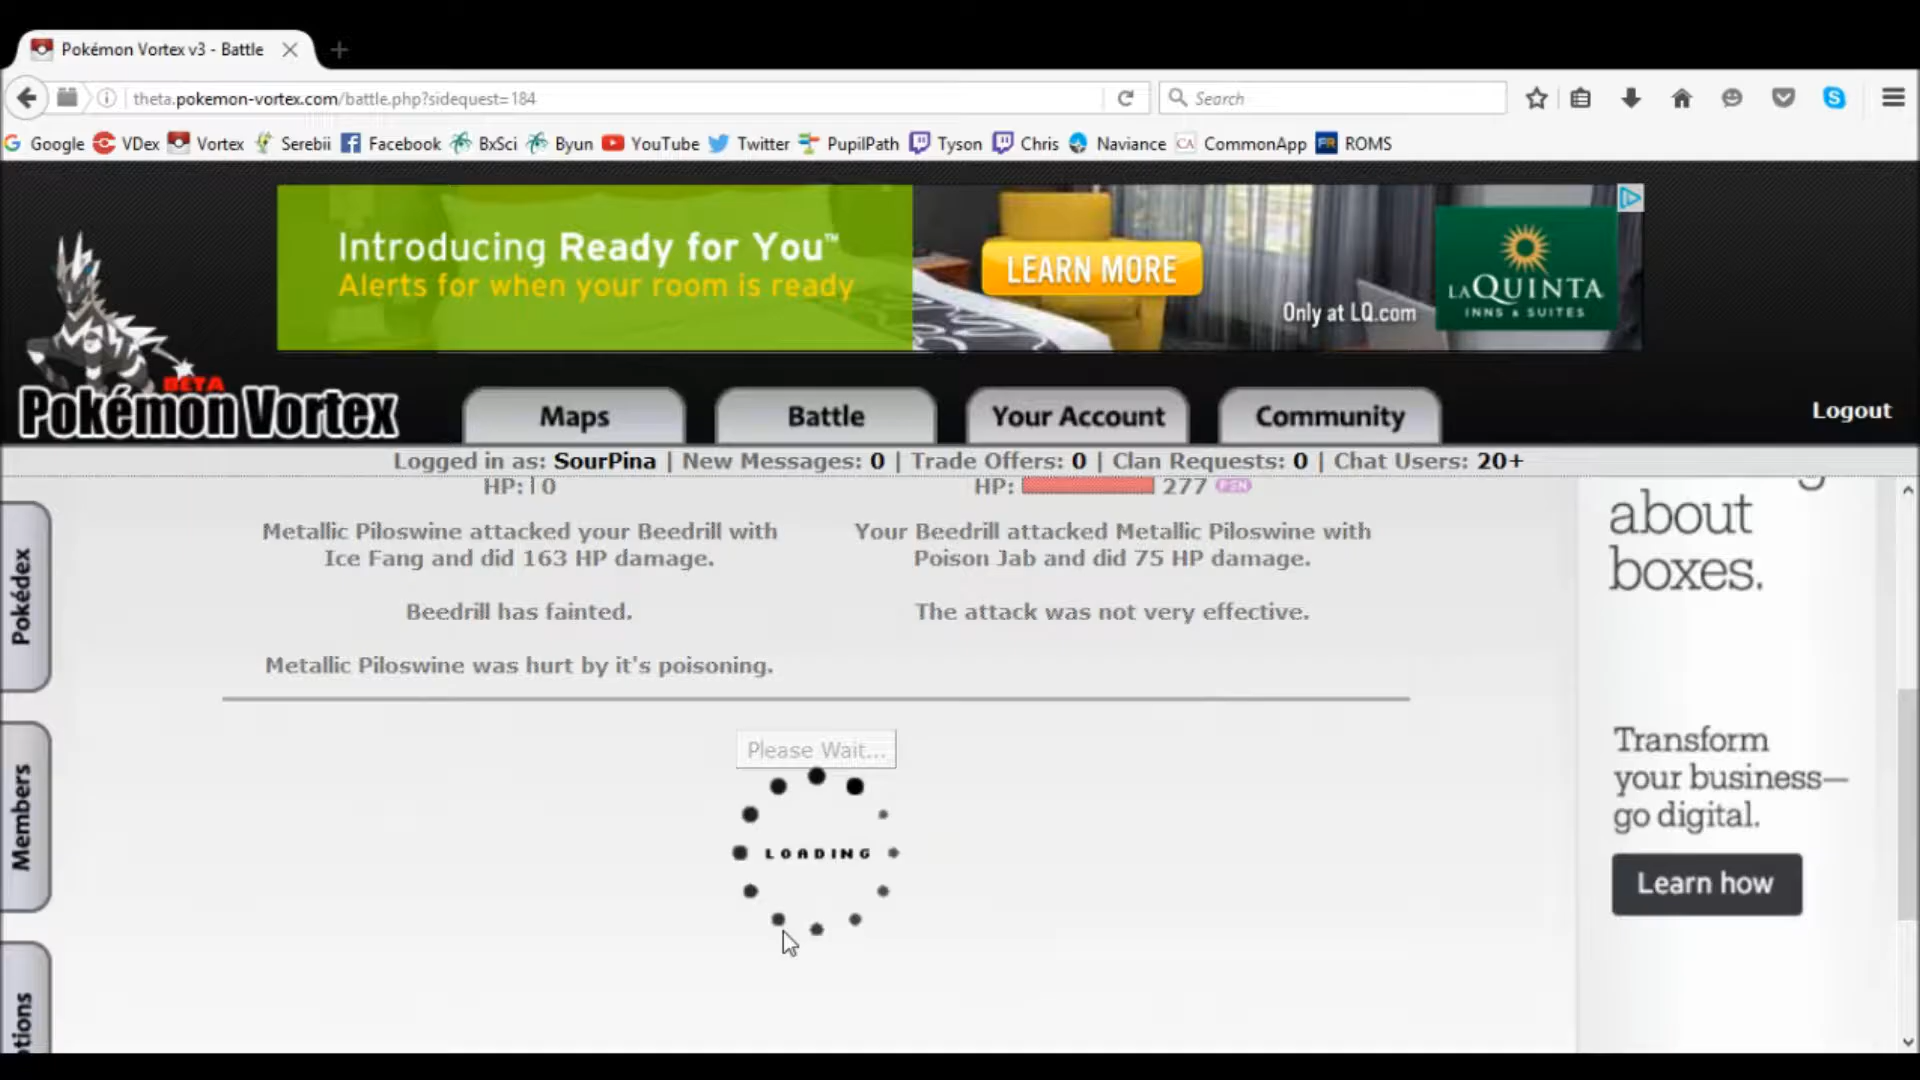 Pokémon Vortex v3 - Battle
theta.pokemon-vortex.com/battle.php?sidequest=184
Search
Google VDex Vortex Serebii Facebook BxSci Byun YouTube Twitter PupilPath Tyson Chris Naviance CA CommonApp PR ROMS
Introducing Ready for You™
Alerts for when your room is ready
LEARN MORE
Only at LQ.com
LAQUINTA
INNS & SUITES
BETA
Pokémon Vortex
Maps
Battle
Your Account
Community
Logout
Logged in as: SourPina | New Messages: 0 | Trade Offers: 0 | Clan Requests: 0 | Chat Users: 20+
HP: 0
HP: 277 PSN
Metallic Piloswine attacked your Beedrill with
Ice Fang and did 163 HP damage.
Beedrill has fainted.
Metallic Piloswine was hurt by it's poisoning.
Your Beedrill attacked Metallic Piloswine with
Poison Jab and did 75 HP damage.
The attack was not very effective.
Please Wait...
LOADING
Pokédex
Members
about
boxes.
Transform
your business—
go digital.
Learn how